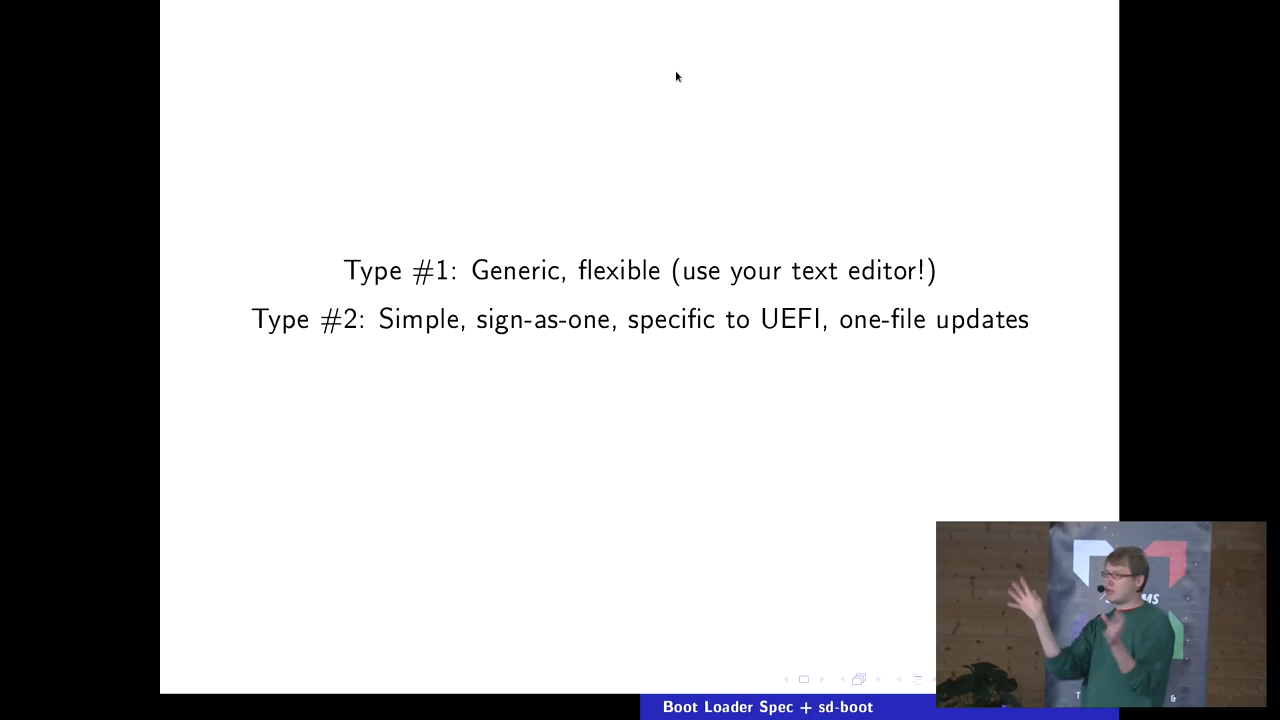 Type #1: Generic, flexible (use your text editor!)
Type #2: Simple, sign-as-one, specific to UEFI, one-file updates
Boot Loader Spec + sd-boot